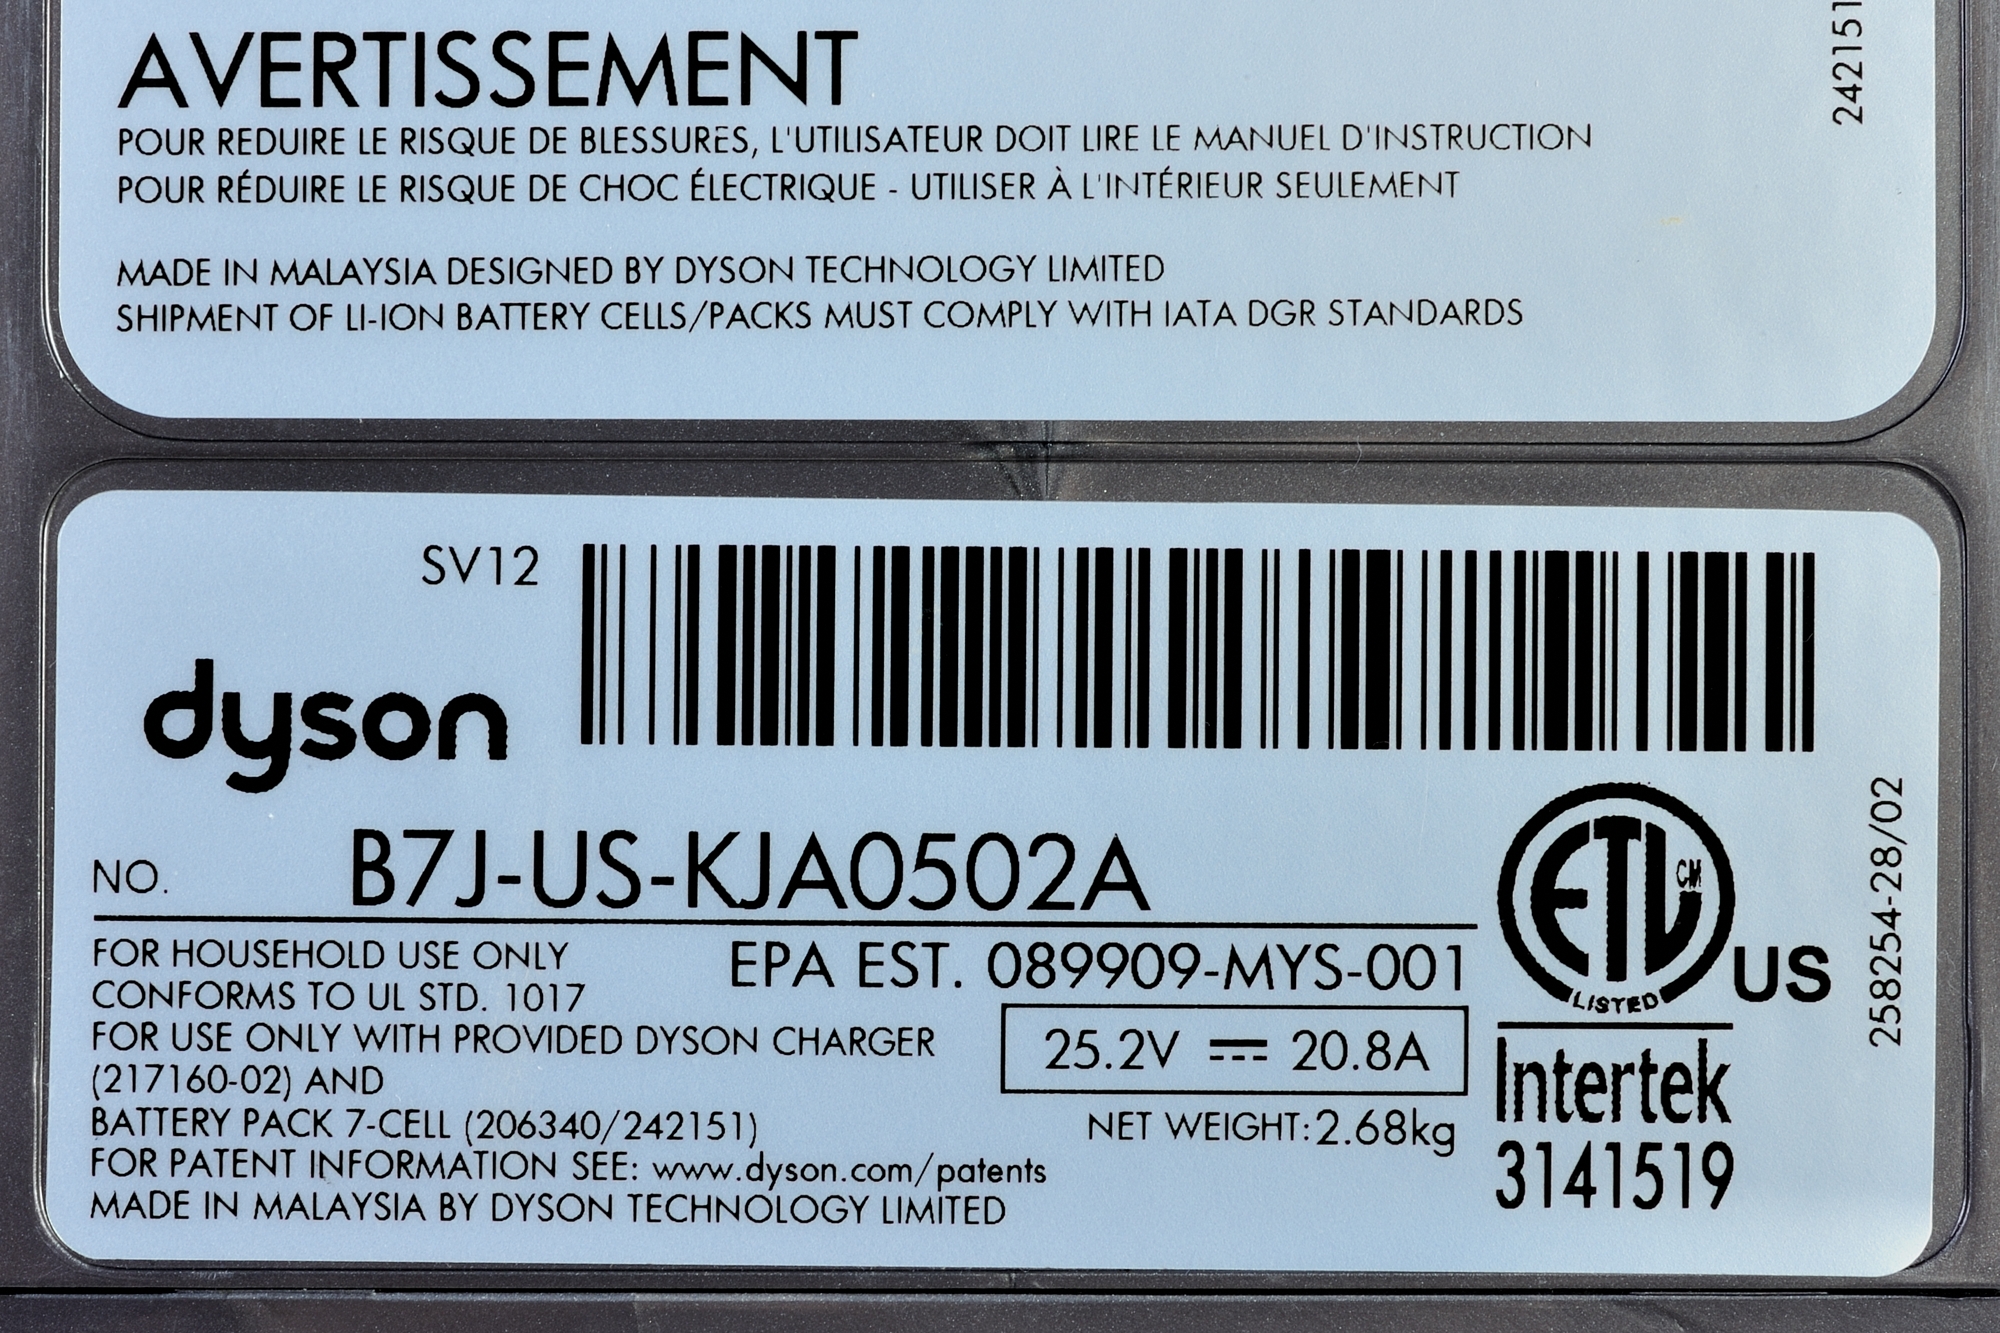 AVERTISSEMENT
POUR REDUIRE LE RISQUE DE BLESSURES, L'UTILISATEUR DOIT LIRE LE MANUEL D'INSTRUCTION
POUR RÉDUIRE LE RISQUE DE CHOC ÉLECTRIQUE - UTILISER À L'INTÉRIEUR SEULEMENT
MADE IN MALAYSIA DESIGNED BY DYSON TECHNOLOGY LIMITED
SHIPMENT OF LI-ION BATTERY CELLS/PACKS MUST COMPLY WITH IATA DGR STANDARDS
242151
SV12
dyson
NO. B7J-US-KJA0502A
FOR HOUSEHOLD USE ONLY
CONFORMS TO UL STD. 1017
FOR USE ONLY WITH PROVIDED DYSON CHARGER
(217160-02) AND
BATTERY PACK 7-CELL (206340/242151)
FOR PATENT INFORMATION SEE: www.dyson.com/patents
MADE IN MALAYSIA BY DYSON TECHNOLOGY LIMITED
EPA EST. 089909-MYS-001
25.2V ⎓ 20.8A
NET WEIGHT: 2.68kg
ETL CM
LISTED
US
Intertek
3141519
258254-28/02